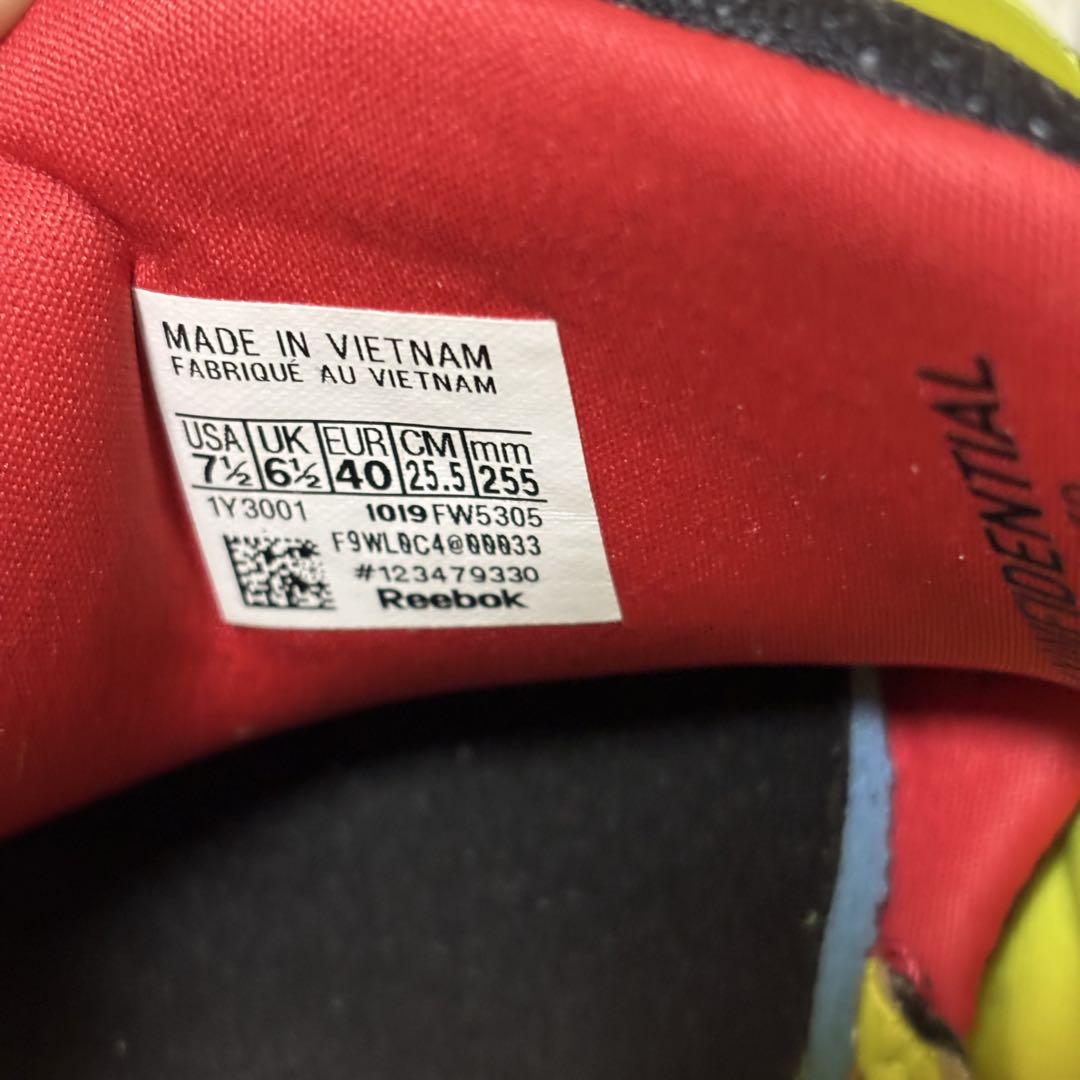 MADE IN VIETNAM
FABRIQUÉ AU VIETNAM
USA UK EUR CM mm
7½ 6½ 40 25.5 255
1Y3001 1019 FW5305
F9WL0C4@00033
#123479330
Reebok